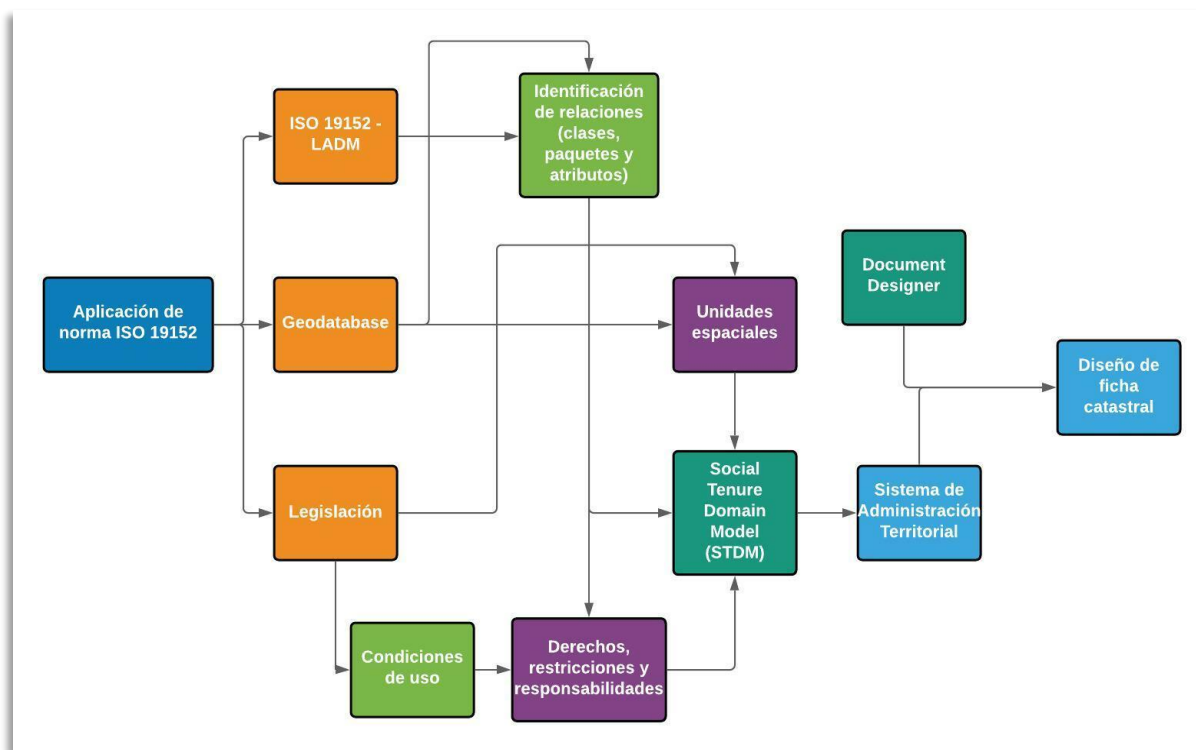 ISO 19152 -
LADM
Identificación
de relaciones
(clases,
paquetes y
atributos)
Aplicación de
norma ISO 19152
Geodatabase
Unidades
espaciales
Document
Designer
Diseño de
ficha
catastral
Legislación
Social
Tenure
Domain
Model
(STDM)
Sistema de
Administración
Territorial
Condiciones
de uso
Derechos,
restricciones y
responsabilidades